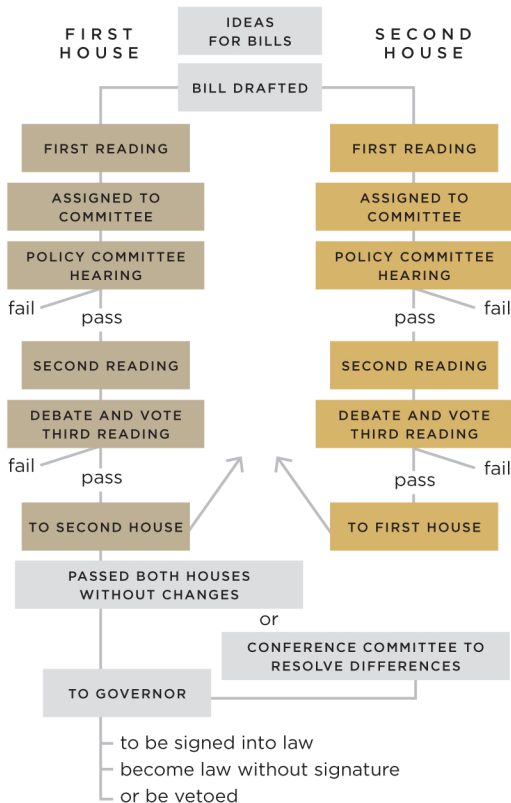 IDEAS
FOR BILLS
FIRST
HOUSE
SECOND
HOUSE
BILL DRAFTED
FIRST READING
ASSIGNED TO
COMMITTEE
POLICY COMMITTEE
HEARING
fail
pass
SECOND READING
DEBATE AND VOTE
THIRD READING
fail
pass
TO SECOND HOUSE
FIRST READING
ASSIGNED TO
COMMITTEE
POLICY COMMITTEE
HEARING
pass
fail
SECOND READING
DEBATE AND VOTE
THIRD READING
pass
fail
TO FIRST HOUSE
PASSED BOTH HOUSES
WITHOUT CHANGES
or
CONFERENCE COMMITTEE TO
RESOLVE DIFFERENCES
TO GOVERNOR
to be signed into law
become law without signature
or be vetoed